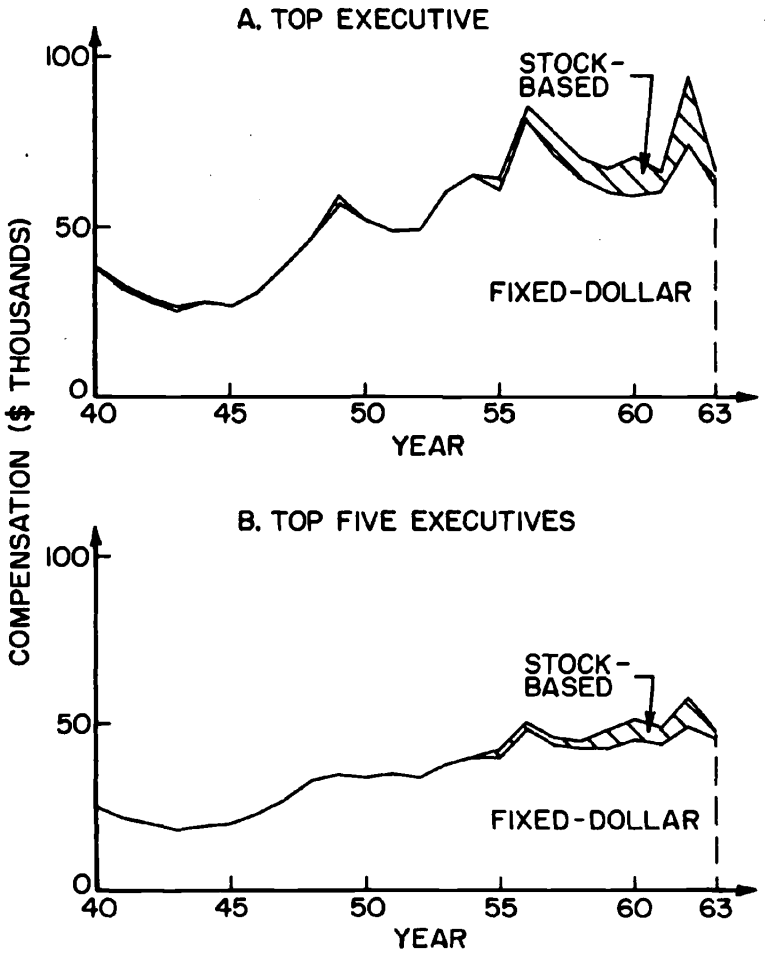 A. TOP EXECUTIVE
100
STOCK-
BASED
50
FIXED-DOLLAR
0
40 45 50 55 60 63
YEAR
COMPENSATION ($ THOUSANDS)
B. TOP FIVE EXECUTIVES
100
STOCK-
BASED
50
FIXED-DOLLAR
0
40 45 50 55 60 63
YEAR